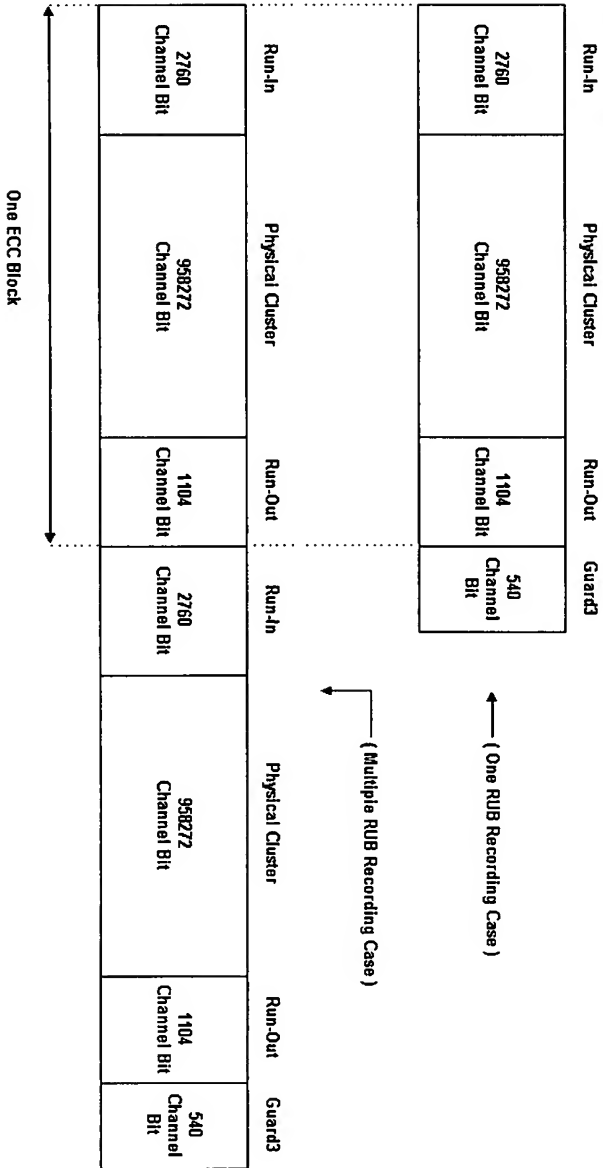 Run-In
Physical Cluster
Run-Out
Guard3
2760
Channel Bit
958272
Channel Bit
1104
Channel Bit
540
Channel
Bit
( One RUB Recording Case )
( Multiple RUB Recording Case )
Run-In
Physical Cluster
Run-Out
Run-In
Physical Cluster
Run-Out
Guard3
2760
Channel Bit
958272
Channel Bit
1104
Channel Bit
2760
Channel Bit
958272
Channel Bit
1104
Channel Bit
540
Channel
Bit
One ECC Block